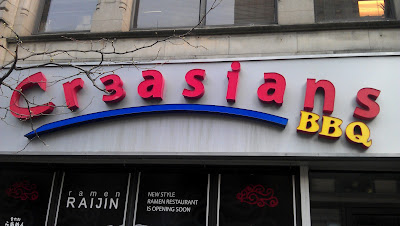 Cr3asians
BBQ
ramen
RAIJIN
NEW STYLE
RAMEN RESTAURANT
IS OPENING SOON